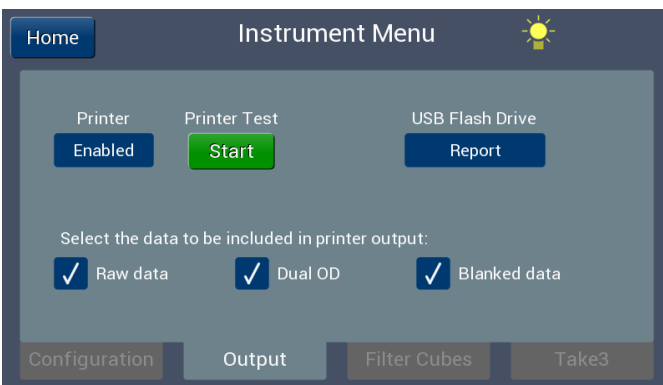 Home
Instrument Menu
Printer
Printer Test
USB Flash Drive
Enabled
Start
Report
Select the data to be included in printer output:
Raw data
Dual OD
Blanked data
Configuration
Output
Filter Cubes
Take3